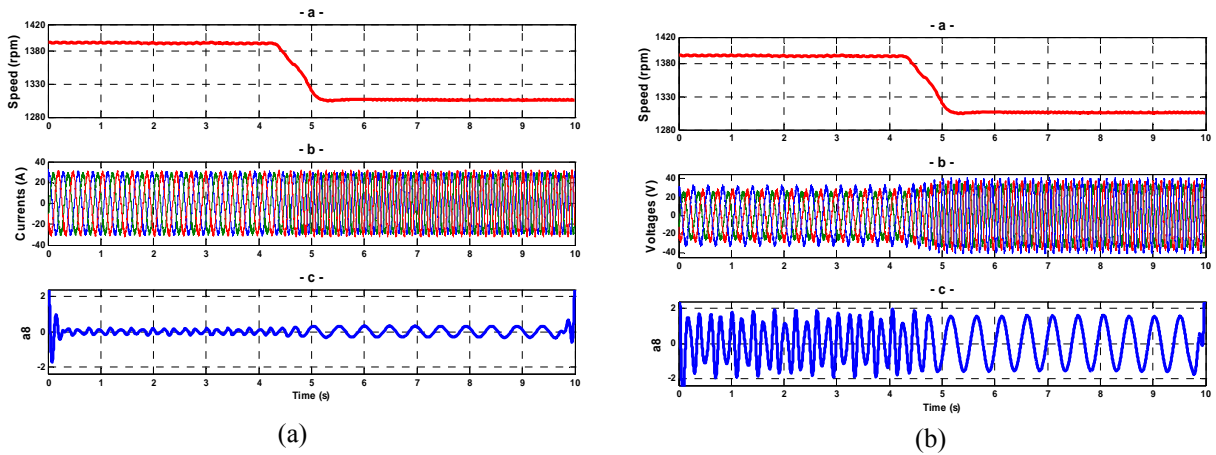 - a -
1420
1380
1330
1280
Speed (rpm)
0 1 2 3 4 5 6 7 8 9 10
- b -
40
20
0
-20
-40
Currents (A)
0 1 2 3 4 5 6 7 8 9 10
- c -
2
0
-2
a8
0 1 2 3 4 5 6 7 8 9 10
Time (s)
(a)
- a -
1420
1380
1330
1280
Speed (rpm)
0 1 2 3 4 5 6 7 8 9 10
- b -
40
20
0
-20
-40
Voltages (V)
0 1 2 3 4 5 6 7 8 9 10
- c -
2
0
-2
a8
0 1 2 3 4 5 6 7 8 9 10
Time (s)
(b)